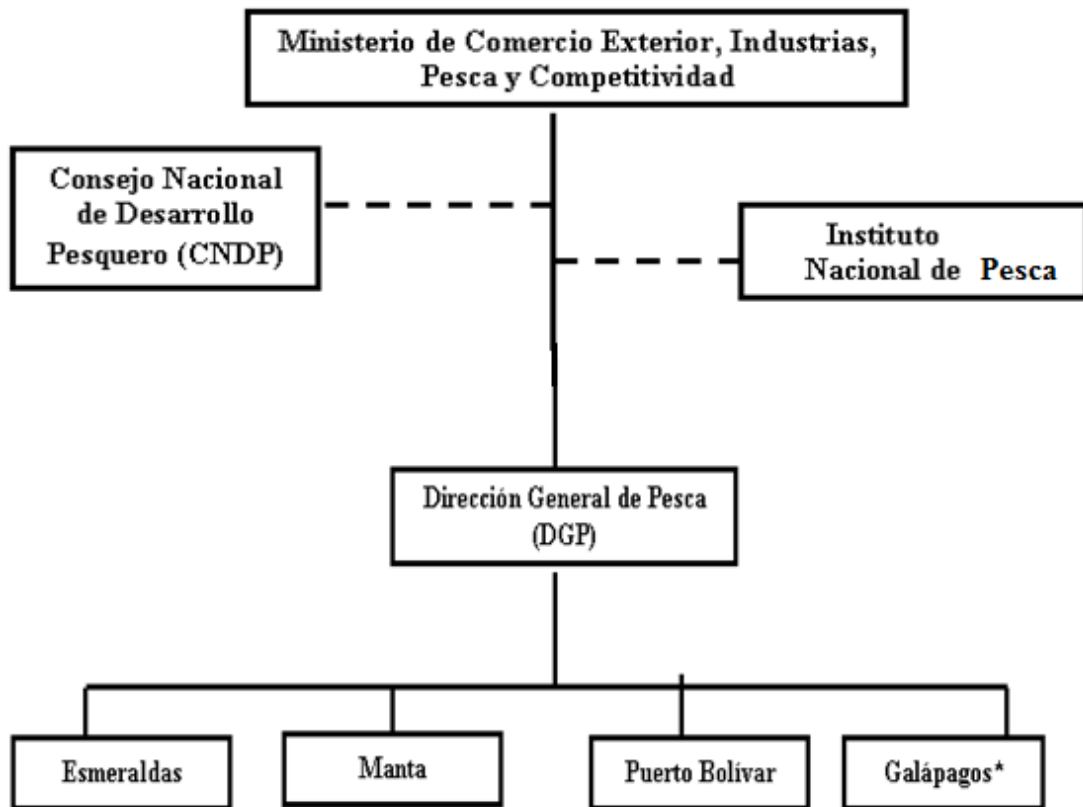 Ministerio de Comercio Exterior, Industrias,
Pesca y Competitividad
Consejo Nacional
de Desarrollo
Pesquero (CNDP)
Instituto
Nacional de Pesca
Dirección General de Pesca
(DGP)
Esmeraldas
Manta
Puerto Bolívar
Galápagos*